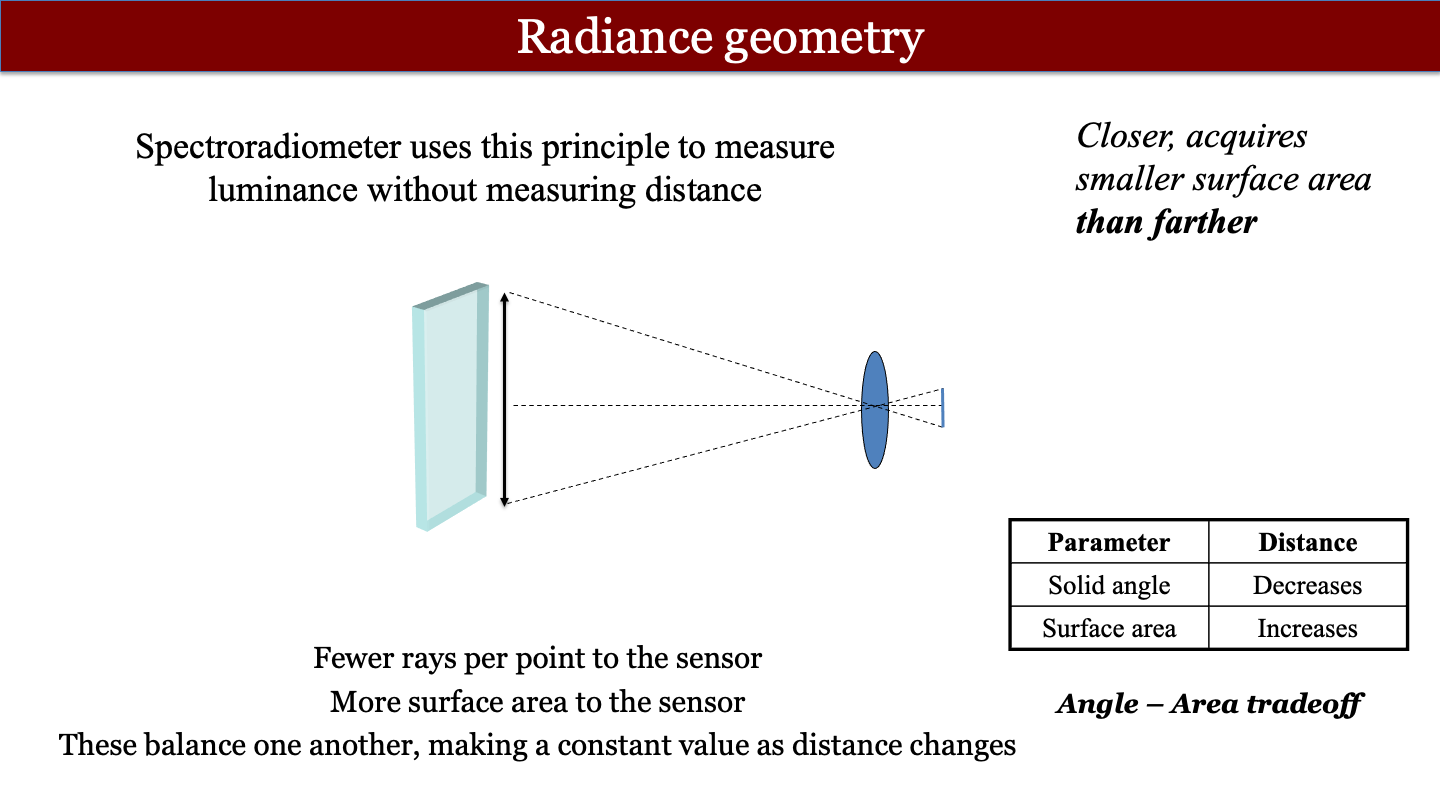 Radiance geometry
Spectroradiometer uses this principle to measure
luminance without measuring distance
Closer, acquires
smaller surface area
than farther
Parameter Distance
Solid angle Decreases
Surface area Increases
Fewer rays per point to the sensor
More surface area to the sensor
These balance one another, making a constant value as distance changes
Angle – Area tradeoff